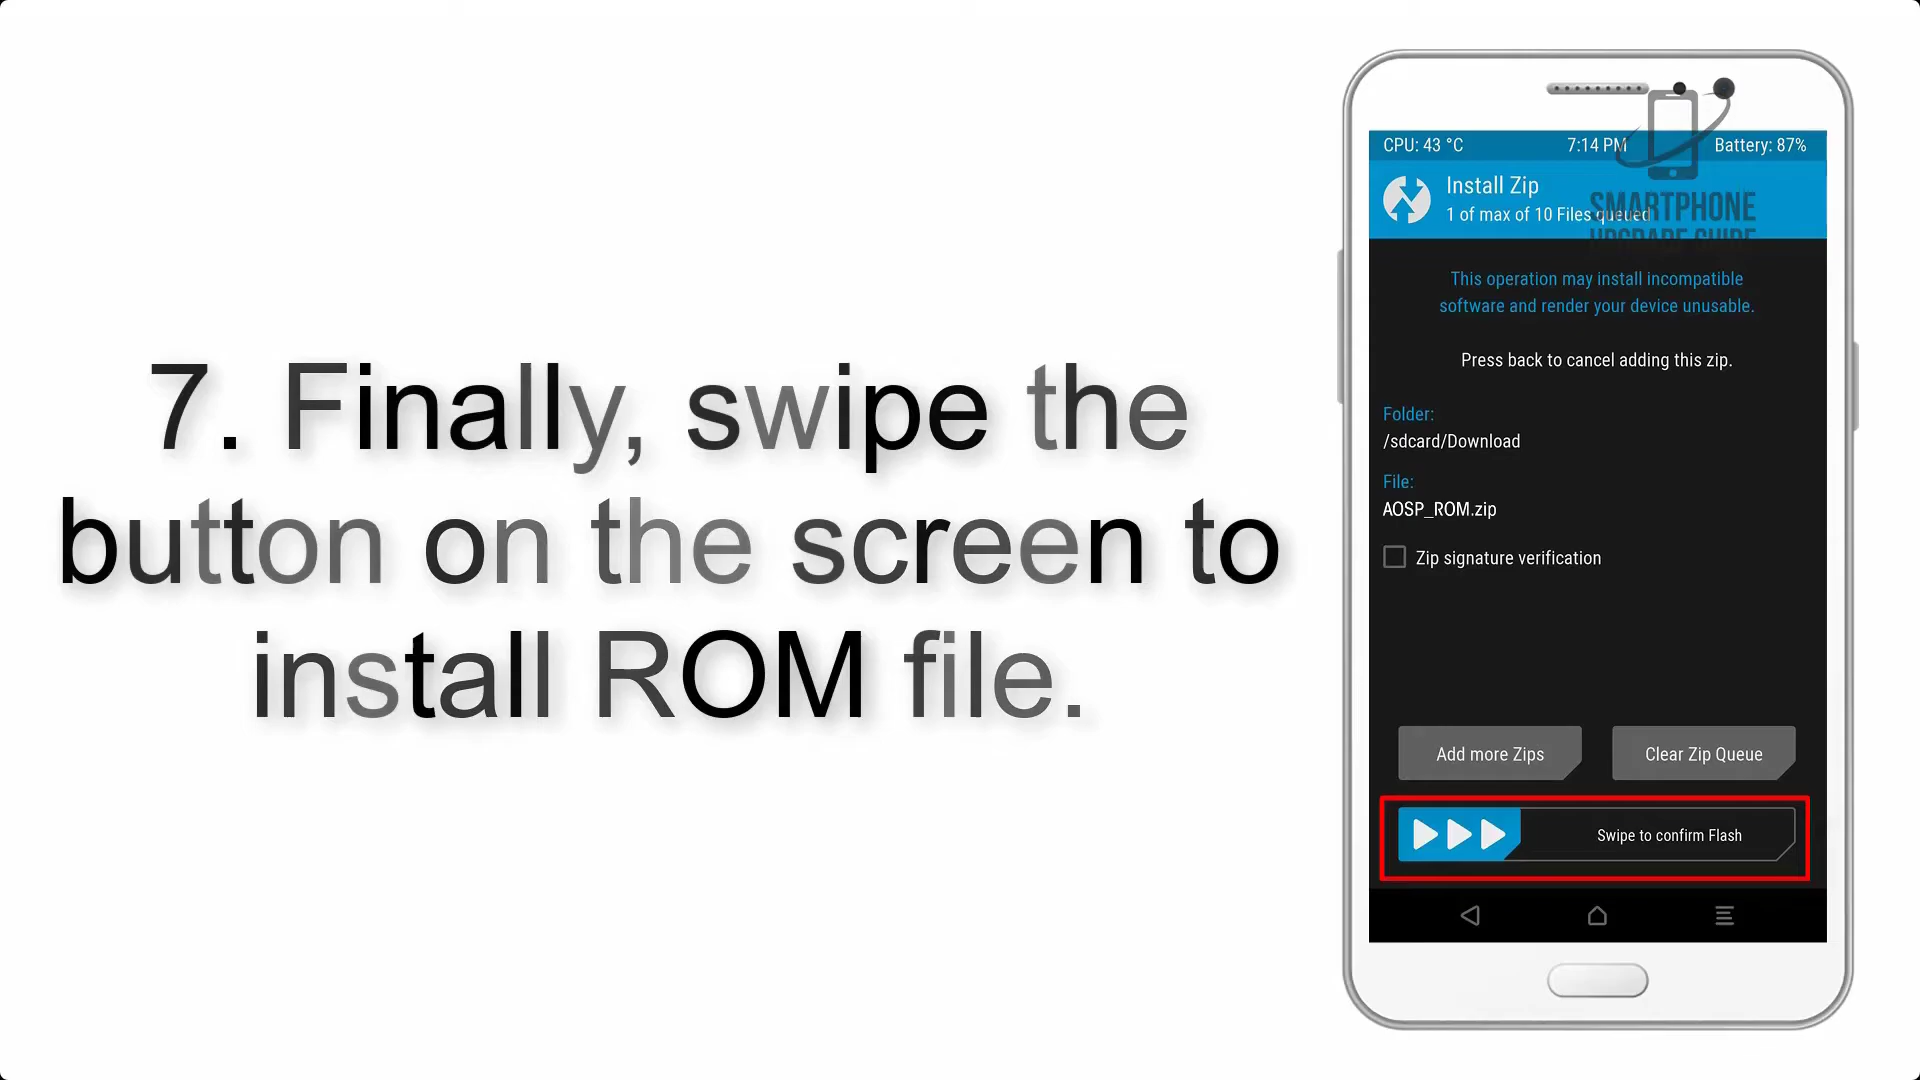 7. Finally, swipe the
button on the screen to
install ROM file.
CPU: 43 °C 7:14 PM Battery: 87%
Install Zip
1 of max of 10 Files queued
SMARTPHONE
UPGRADE GUIDE
This operation may install incompatible
software and render your device unusable.
Press back to cancel adding this zip.
Folder:
/sdcard/Download
File:
AOSP_ROM.zip
Zip signature verification
Add more Zips Clear Zip Queue
Swipe to confirm Flash